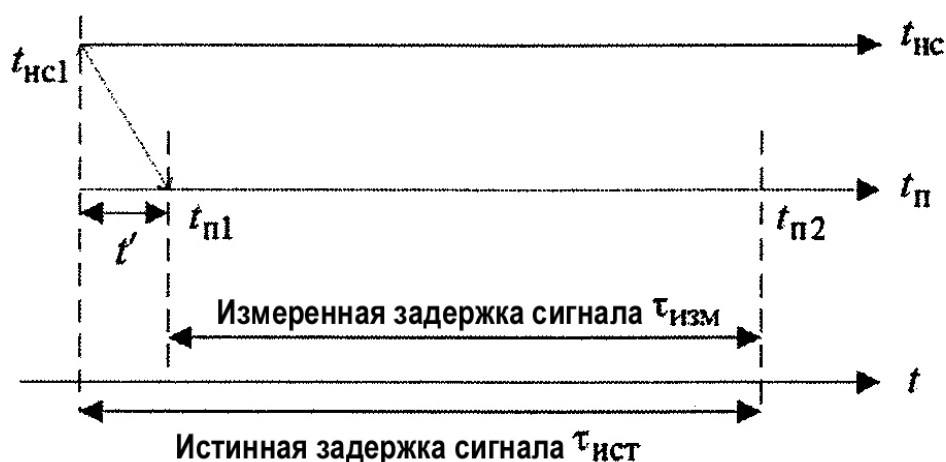 t_нс1
t_нс
t_п
t_п1
t_п2
t′
Измеренная задержка сигнала τ_изм
t
Истинная задержка сигнала τ_ист